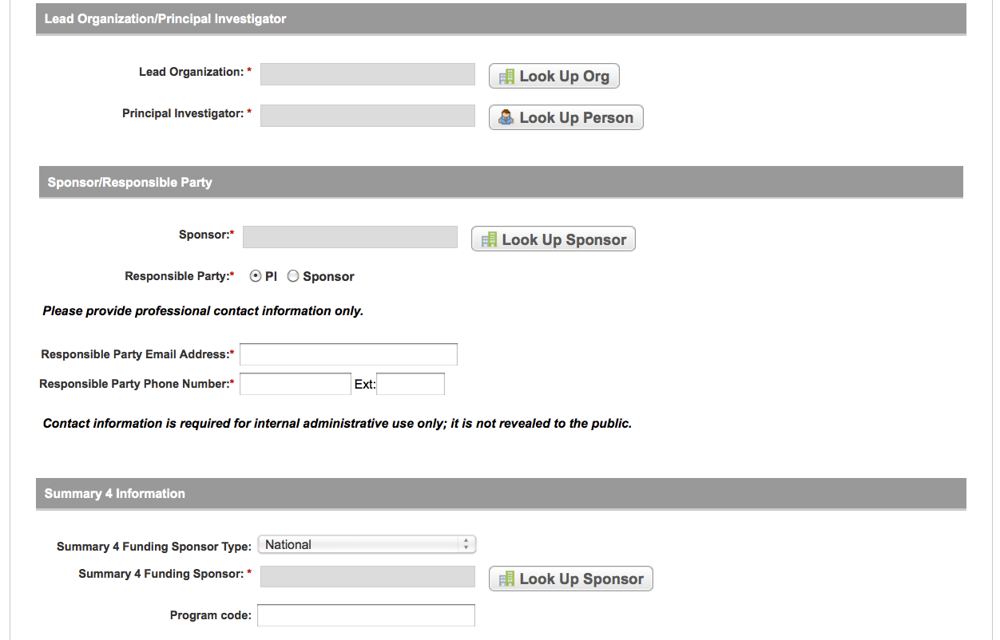 Lead Organization/Principal Investigator
Lead Organization: * Look Up Org
Principal Investigator: * Look Up Person
Sponsor/Responsible Party
Sponsor:* Look Up Sponsor
Responsible Party:* PI Sponsor
Please provide professional contact information only.
Responsible Party Email Address:*
Responsible Party Phone Number:* Ext:
Contact information is required for internal administrative use only; it is not revealed to the public.
Summary 4 Information
Summary 4 Funding Sponsor Type: National
Summary 4 Funding Sponsor: * Look Up Sponsor
Program code: